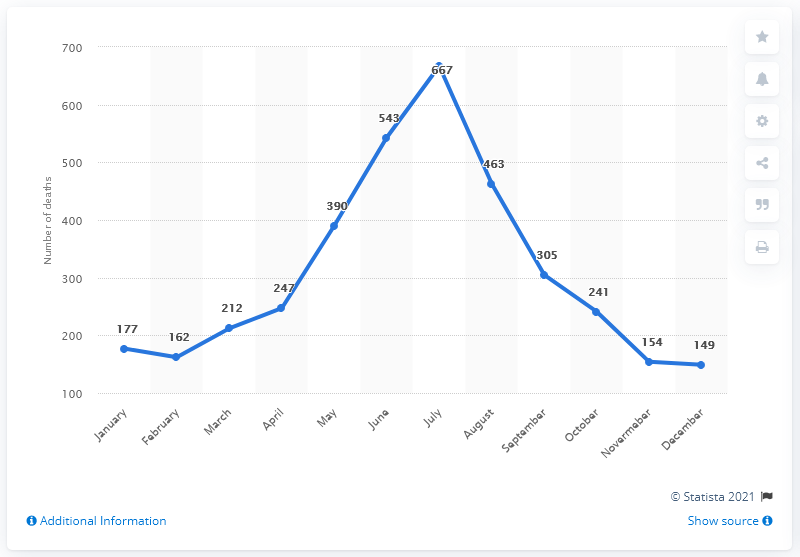 700
600
500
400
300
200
100
Number of deaths
177
162
212
247
390
543
667
463
305
241
154
149
January
February
March
April
May
June
July
August
September
October
Novermeber
December
© Statista 2021
Additional Information
Show source